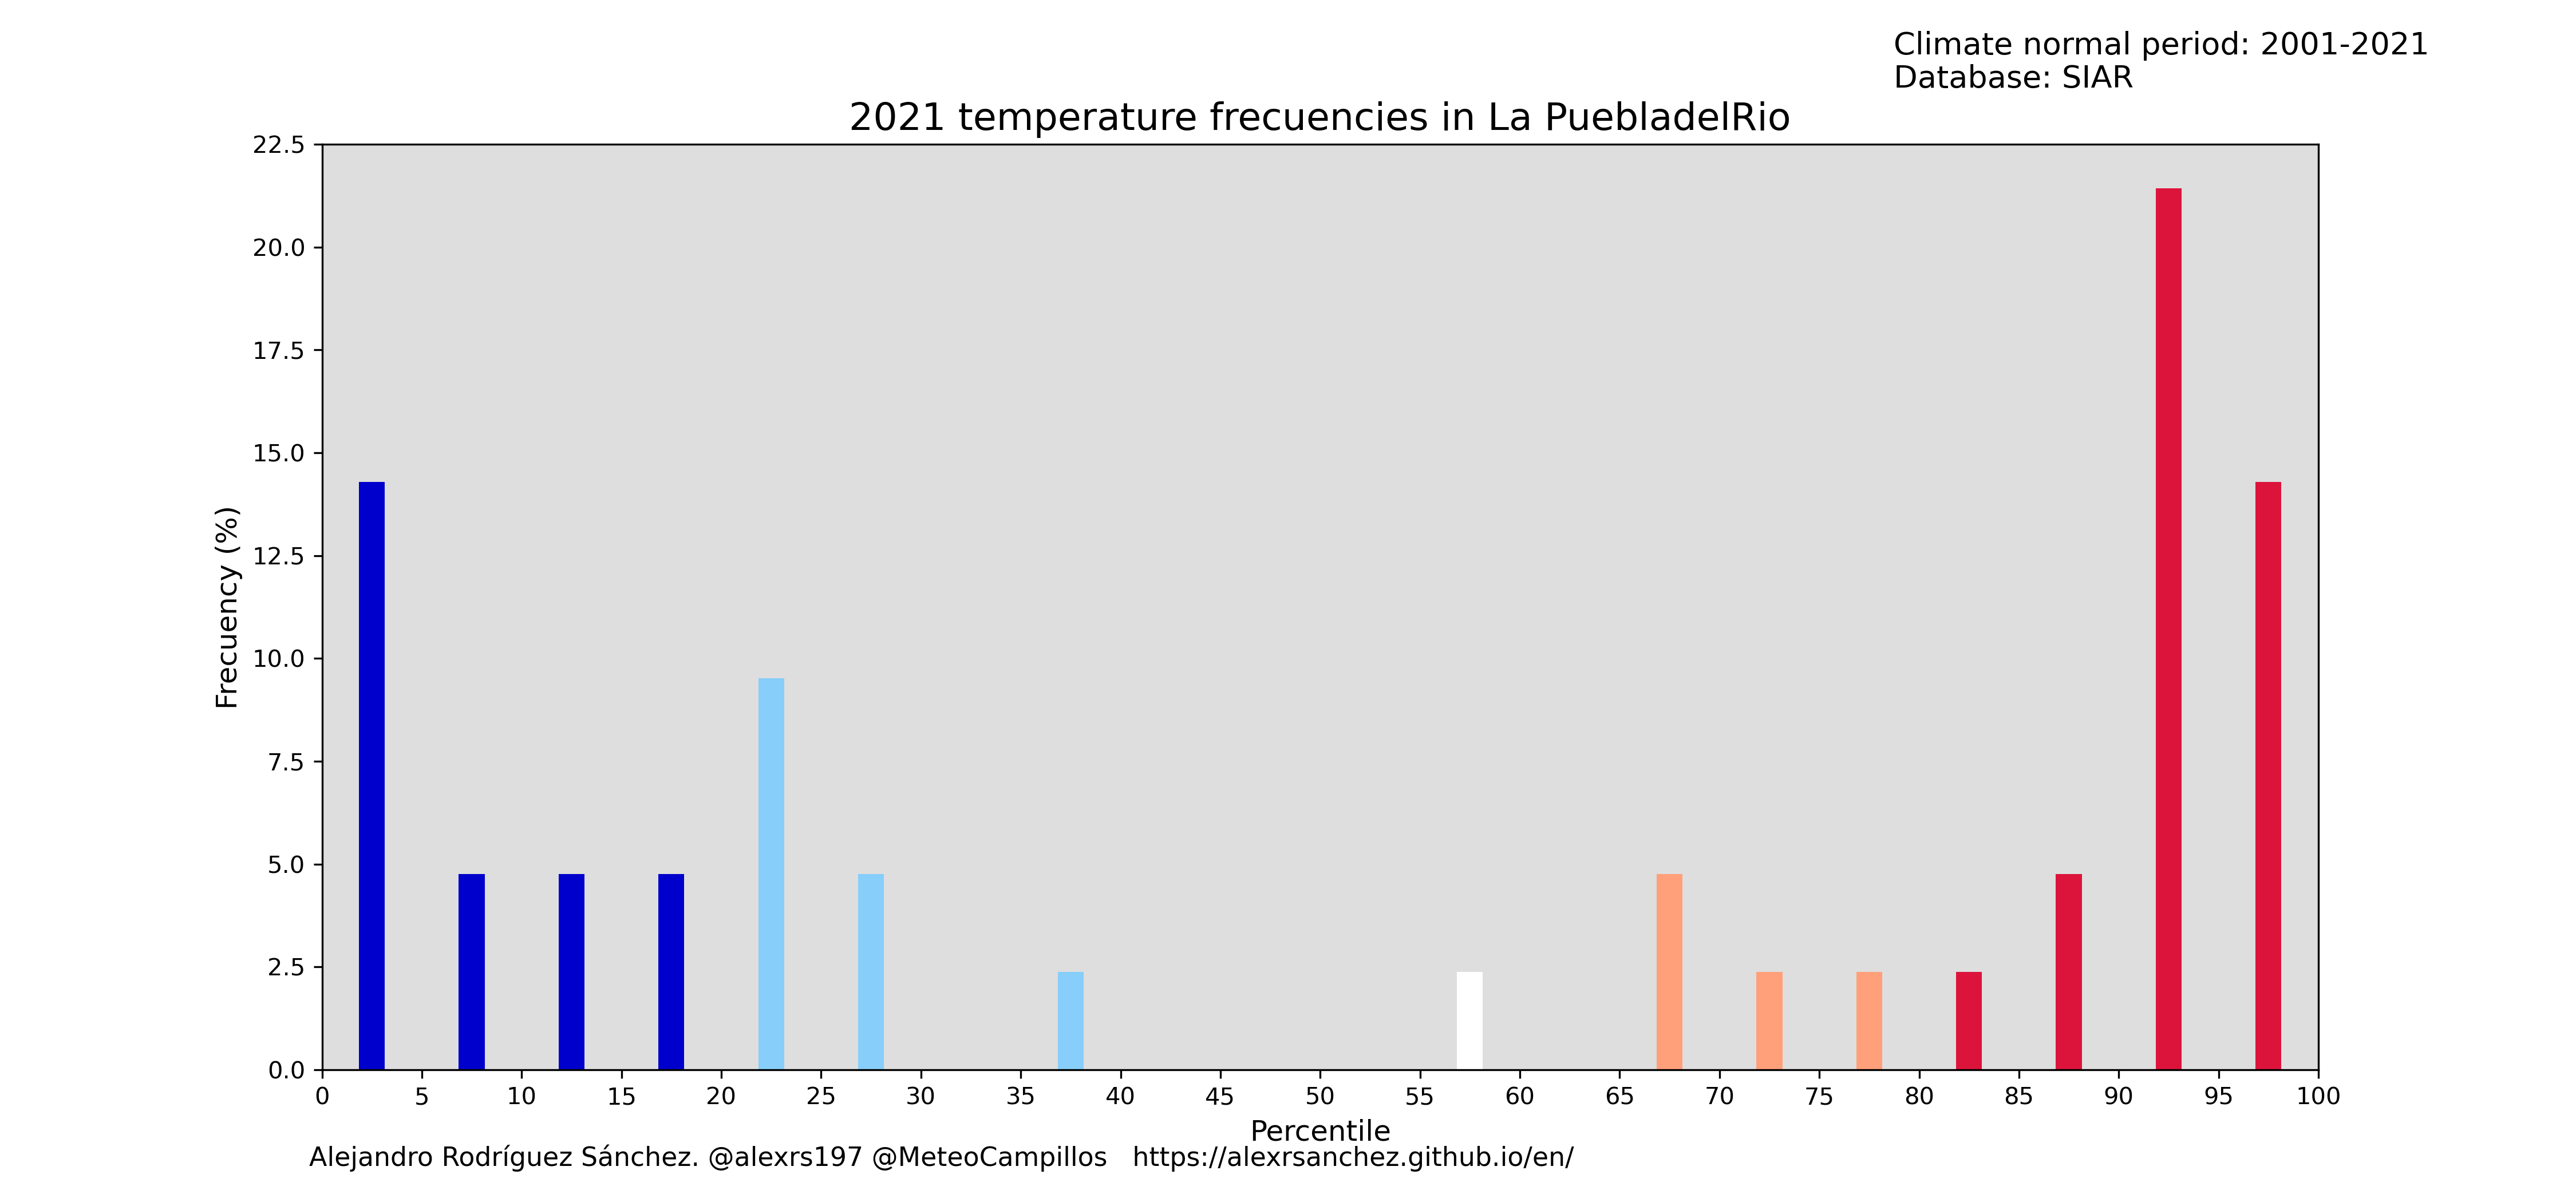 Climate normal period: 2001-2021
Database: SIAR
2021 temperature frecuencies in La PuebladelRio
22.5
20.0
17.5
15.0
12.5
10.0
7.5
5.0
2.5
0.0
Frecuency (%)
0 5 10 15 20 25 30 35 40 45 50 55 60 65 70 75 80 85 90 95 100
Percentile
Alejandro Rodríguez Sánchez. @alexrs197 @MeteoCampillos https://alexrsanchez.github.io/en/